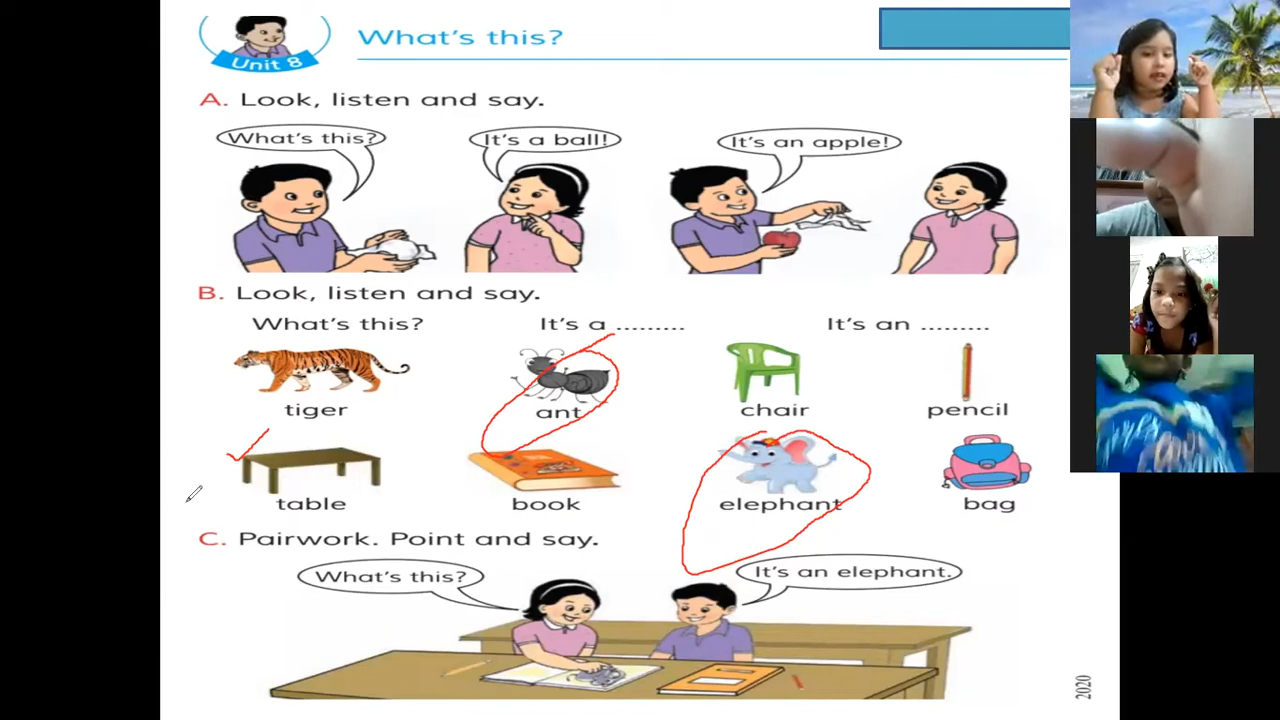 Unit 8
What's this?
A. Look, listen and say.
What's this?
It's a ball!
It's an apple!
B. Look, listen and say.
What's this? It's a ......... It's an .........
tiger ant chair pencil
table book elephant bag
C. Pairwork. Point and say.
What's this?
It's an elephant.
2020